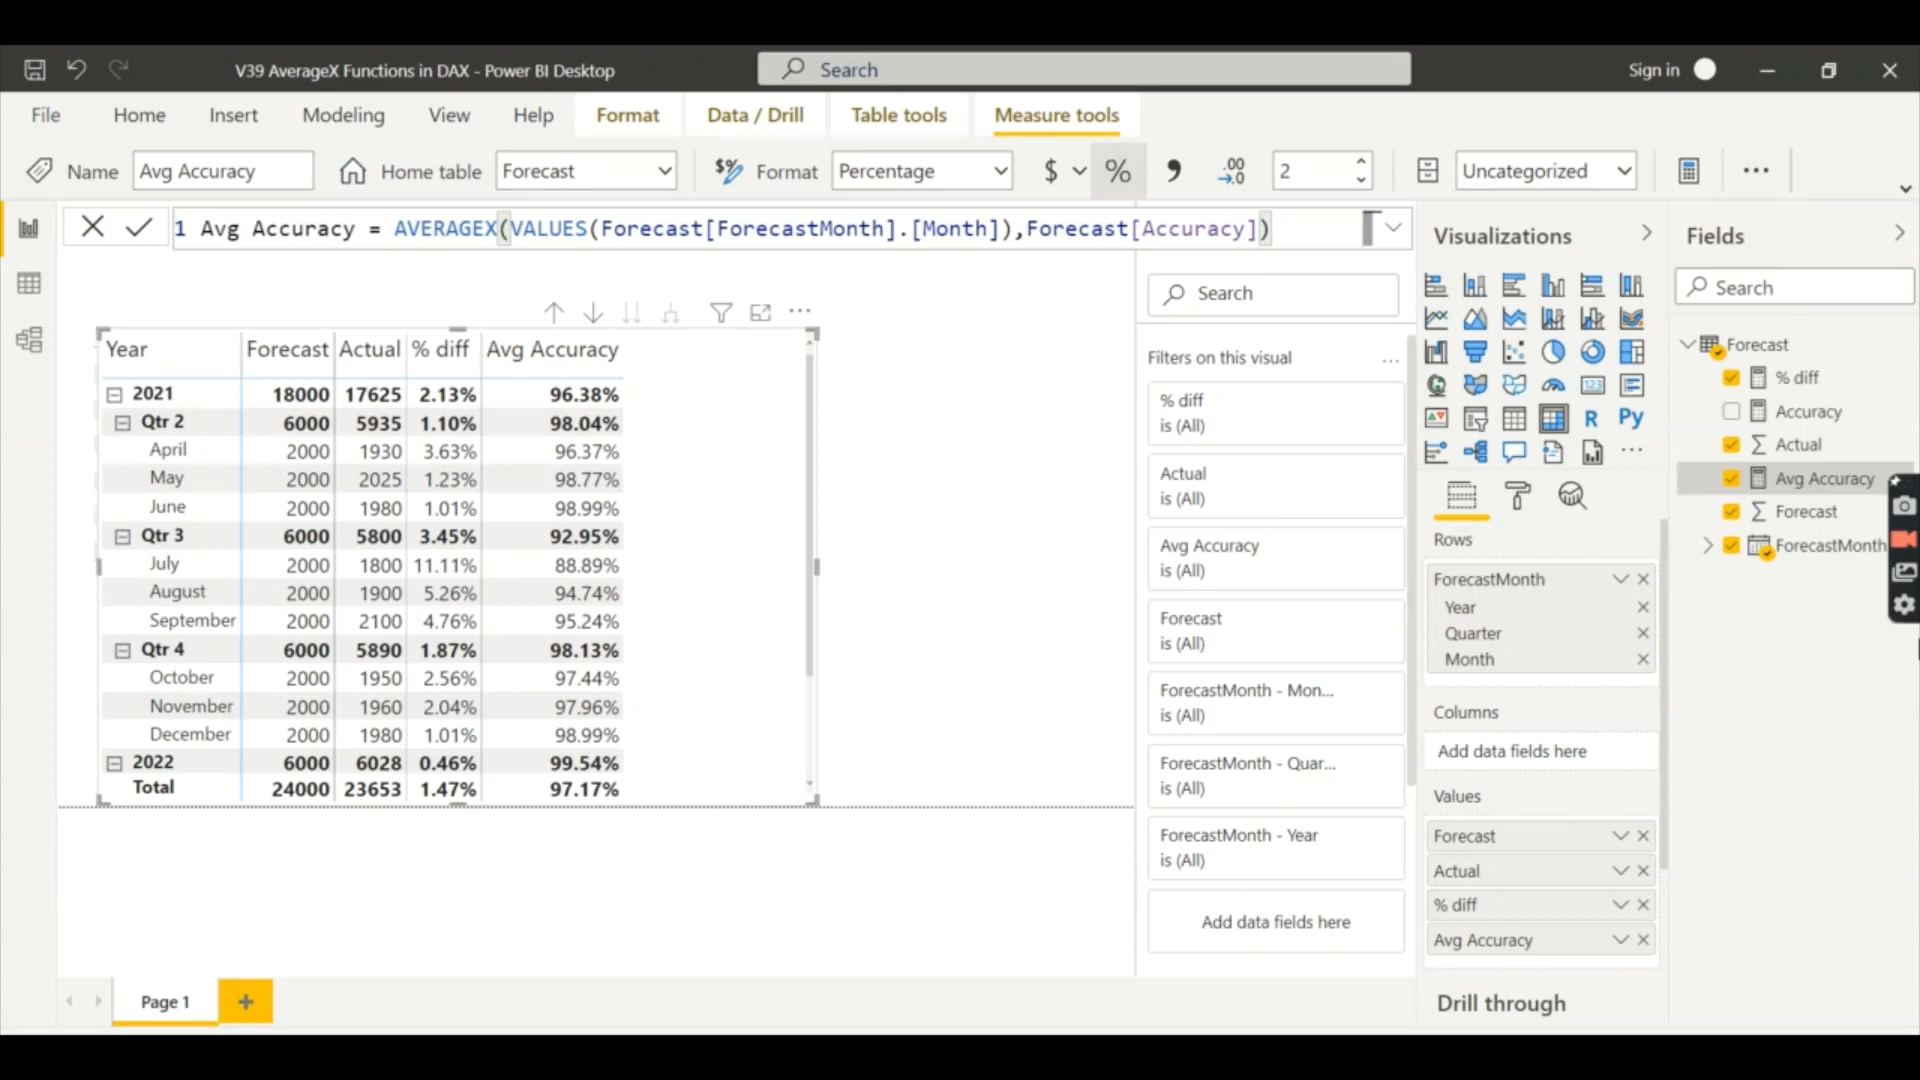 V39 AverageX Functions in DAX - Power BI Desktop
Search
Sign in
File
Home
Insert
Modeling
View
Help
Format
Data / Drill
Table tools
Measure tools
Name
Avg Accuracy
Home table
Forecast
$%
Format
Percentage
$
%
,
.00
.0
2
Uncategorized
1 Avg Accuracy = AVERAGEX(VALUES(Forecast[ForecastMonth].[Month]),Forecast[Accuracy])
Year Forecast Actual % diff Avg Accuracy
2021 18000 17625 2.13% 96.38%
Qtr 2 6000 5935 1.10% 98.04%
April 2000 1930 3.63% 96.37%
May 2000 2025 1.23% 98.77%
June 2000 1980 1.01% 98.99%
Qtr 3 6000 5800 3.45% 92.95%
July 2000 1800 11.11% 88.89%
August 2000 1900 5.26% 94.74%
September 2000 2100 4.76% 95.24%
Qtr 4 6000 5890 1.87% 98.13%
October 2000 1950 2.56% 97.44%
November 2000 1960 2.04% 97.96%
December 2000 1980 1.01% 98.99%
2022 6000 6028 0.46% 99.54%
Total 24000 23653 1.47% 97.17%
Search
Filters on this visual
% diff
is (All)
Actual
is (All)
Avg Accuracy
is (All)
Forecast
is (All)
ForecastMonth - Mon...
is (All)
ForecastMonth - Quar...
is (All)
ForecastMonth - Year
is (All)
Add data fields here
Visualizations
123
R
Py
Rows
ForecastMonth
Year
Quarter
Month
Columns
Add data fields here
Values
Forecast
Actual
% diff
Avg Accuracy
Drill through
Fields
Search
Forecast
% diff
Accuracy
Actual
Avg Accuracy
Forecast
ForecastMonth
Page 1